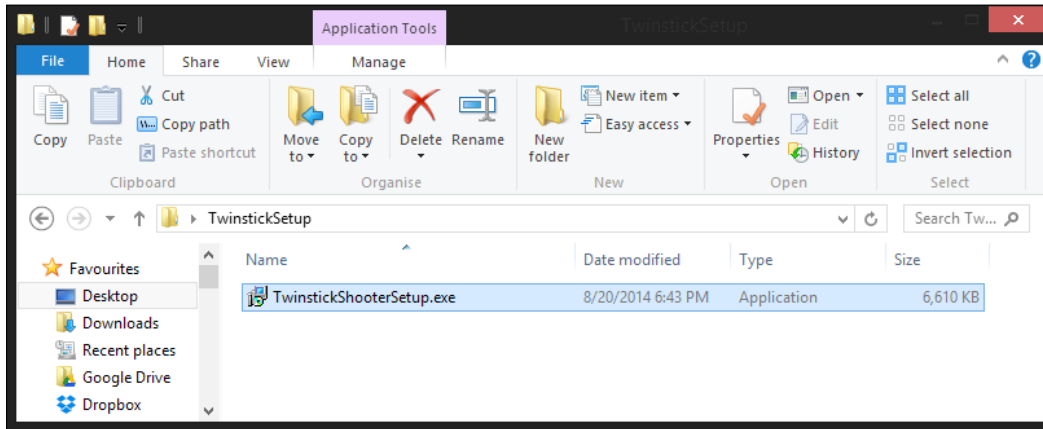 Application Tools
TwinstickSetup
File Home Share View Manage
Copy
Paste
Cut
Copy path
Paste shortcut
Clipboard
Move to
Copy to
Delete
Rename
Organise
New folder
New item
Easy access
New
Properties
Open
Edit
History
Open
Select all
Select none
Invert selection
Select
TwinstickSetup
Search Tw...
Favourites
Desktop
Downloads
Recent places
Google Drive
Dropbox
Name Date modified Type Size
TwinstickShooterSetup.exe 8/20/2014 6:43 PM Application 6,610 KB